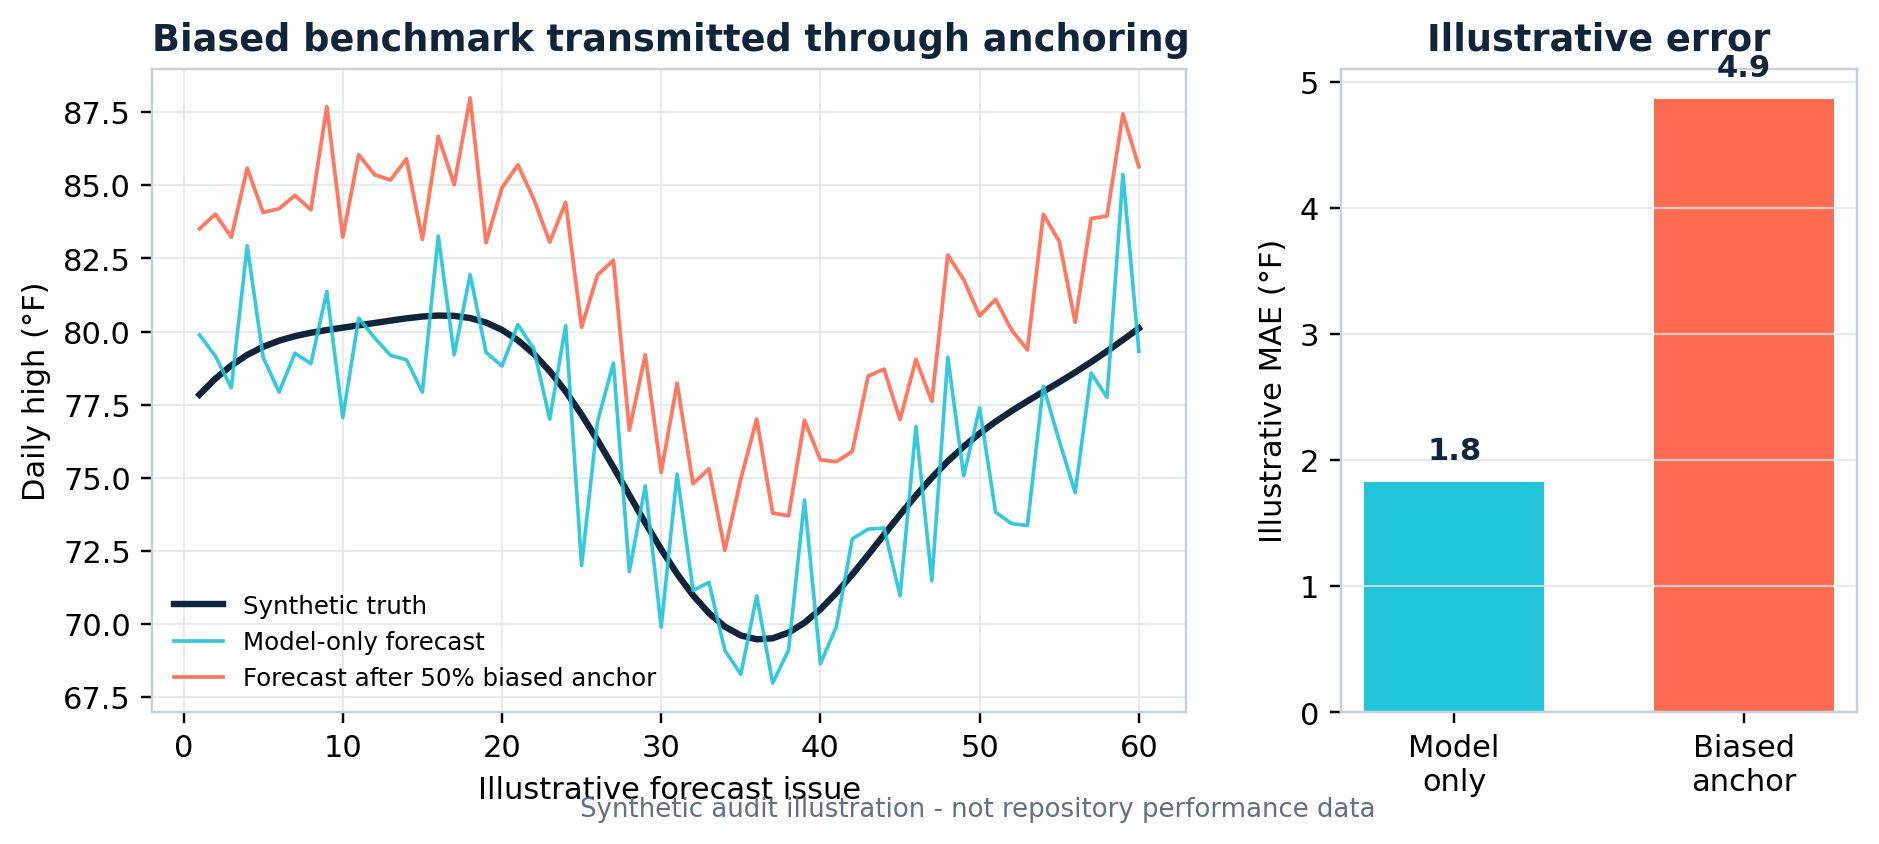 Biased benchmark transmitted through anchoring
Daily high (°F)
87.5
85.0
82.5
80.0
77.5
75.0
72.5
70.0
67.5
Synthetic truth
Model-only forecast
Forecast after 50% biased anchor
0 10 20 30 40 50 60
Illustrative forecast issue
Illustrative error
Illustrative MAE (°F)
5
4
3
2
1
0
4.9
1.8
Model
only
Biased
anchor
Synthetic audit illustration - not repository performance data